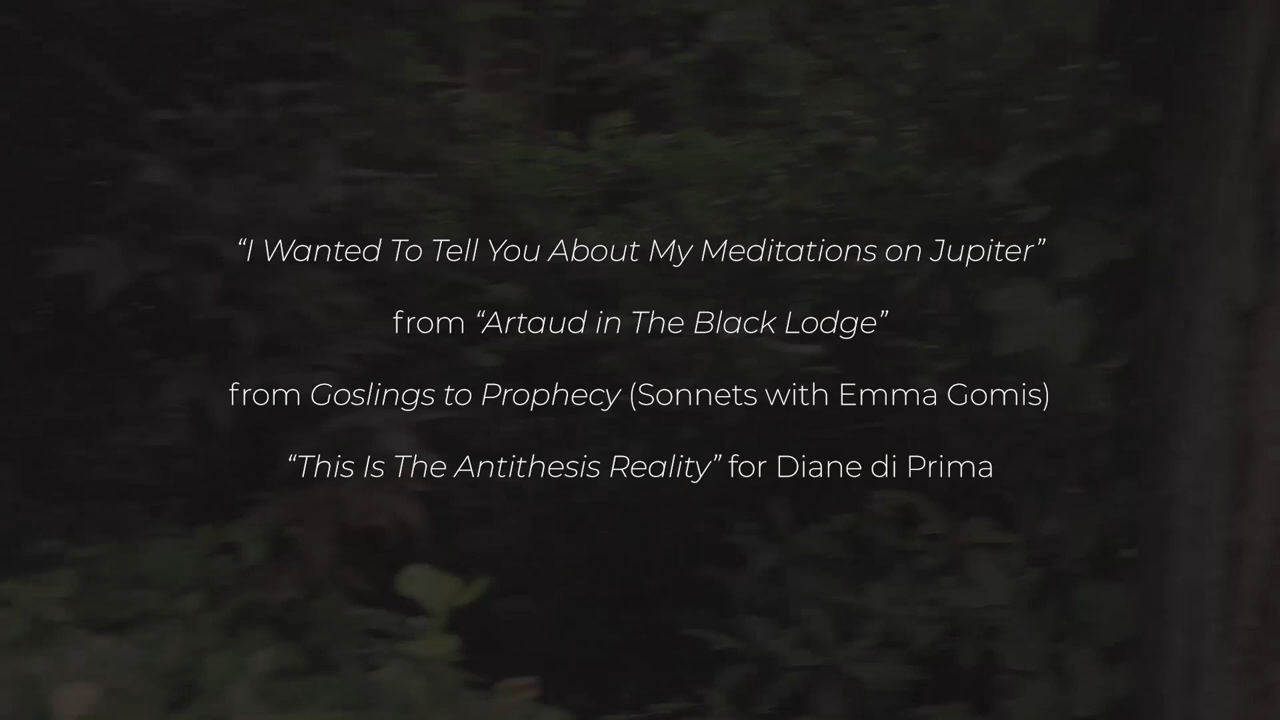 “I Wanted To Tell You About My Meditations on Jupiter”
from “Artaud in The Black Lodge”
from Goslings to Prophecy (Sonnets with Emma Gomis)
“This Is The Antithesis Reality” for Diane di Prima